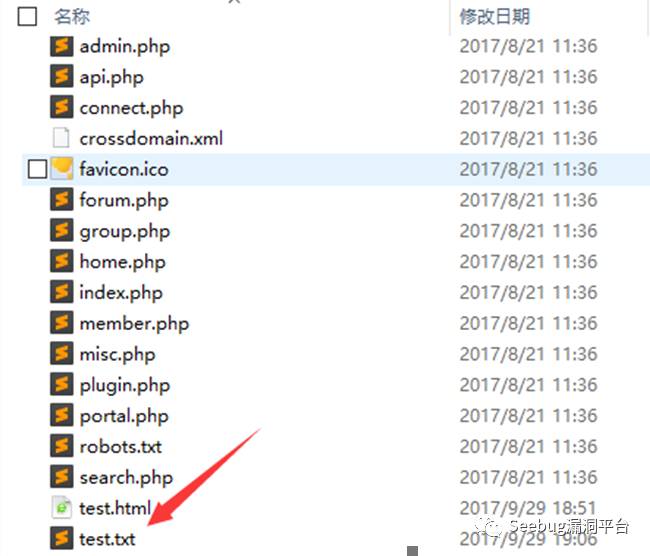 名称 修改日期
admin.php 2017/8/21 11:36
api.php 2017/8/21 11:36
connect.php 2017/8/21 11:36
crossdomain.xml 2017/8/21 11:36
favicon.ico 2017/8/21 11:36
forum.php 2017/8/21 11:36
group.php 2017/8/21 11:36
home.php 2017/8/21 11:36
index.php 2017/8/21 11:36
member.php 2017/8/21 11:36
misc.php 2017/8/21 11:36
plugin.php 2017/8/21 11:36
portal.php 2017/8/21 11:36
robots.txt 2017/8/21 11:36
search.php 2017/8/21 11:36
test.html 2017/9/29 18:51
test.txt 2017/9/29 19:06
Seebug漏洞平台